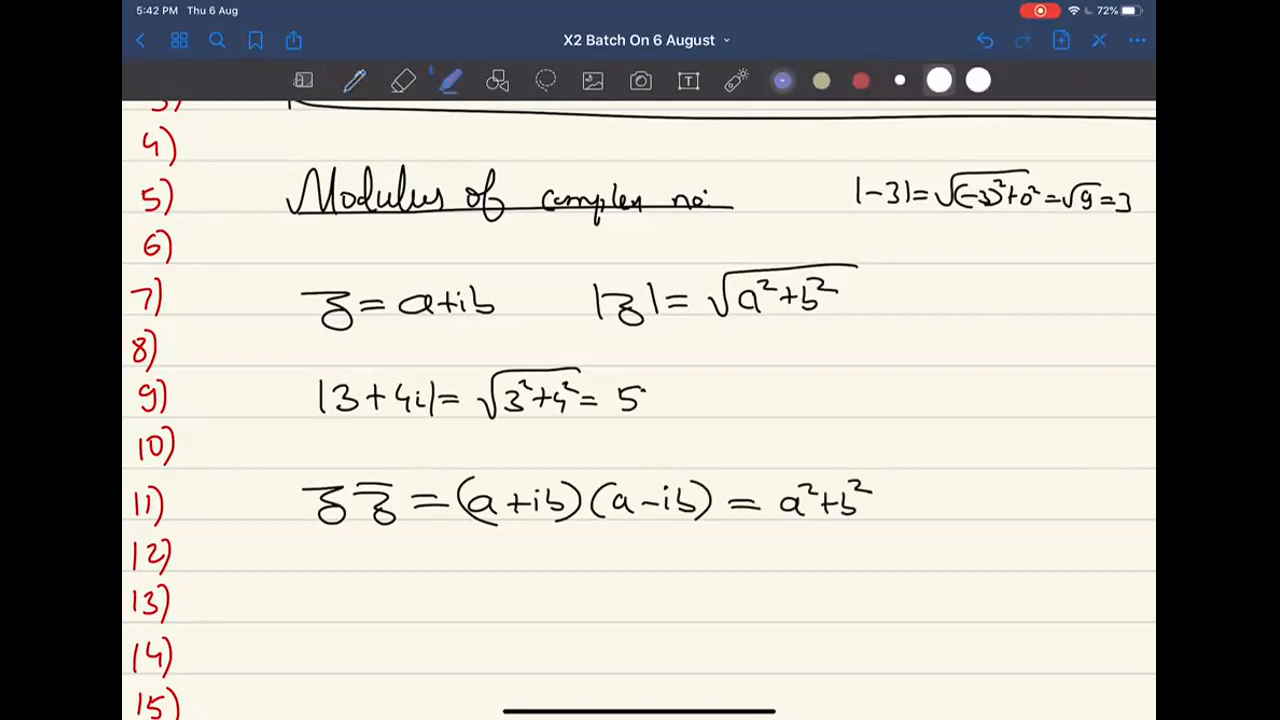 5:42 PM Thu 6 Aug 72%
X2 Batch On 6 August
3)
4)
5) Modulus of complex no. |-3| = √(-3)²+0² = √9 = 3
6)
7) z = a+ib |z| = √a²+b²
8)
9) |3+4i| = √3²+4² = 5
10)
11) z z̅ = (a+ib)(a-ib) = a²+b²
12)
13)
14)
15)